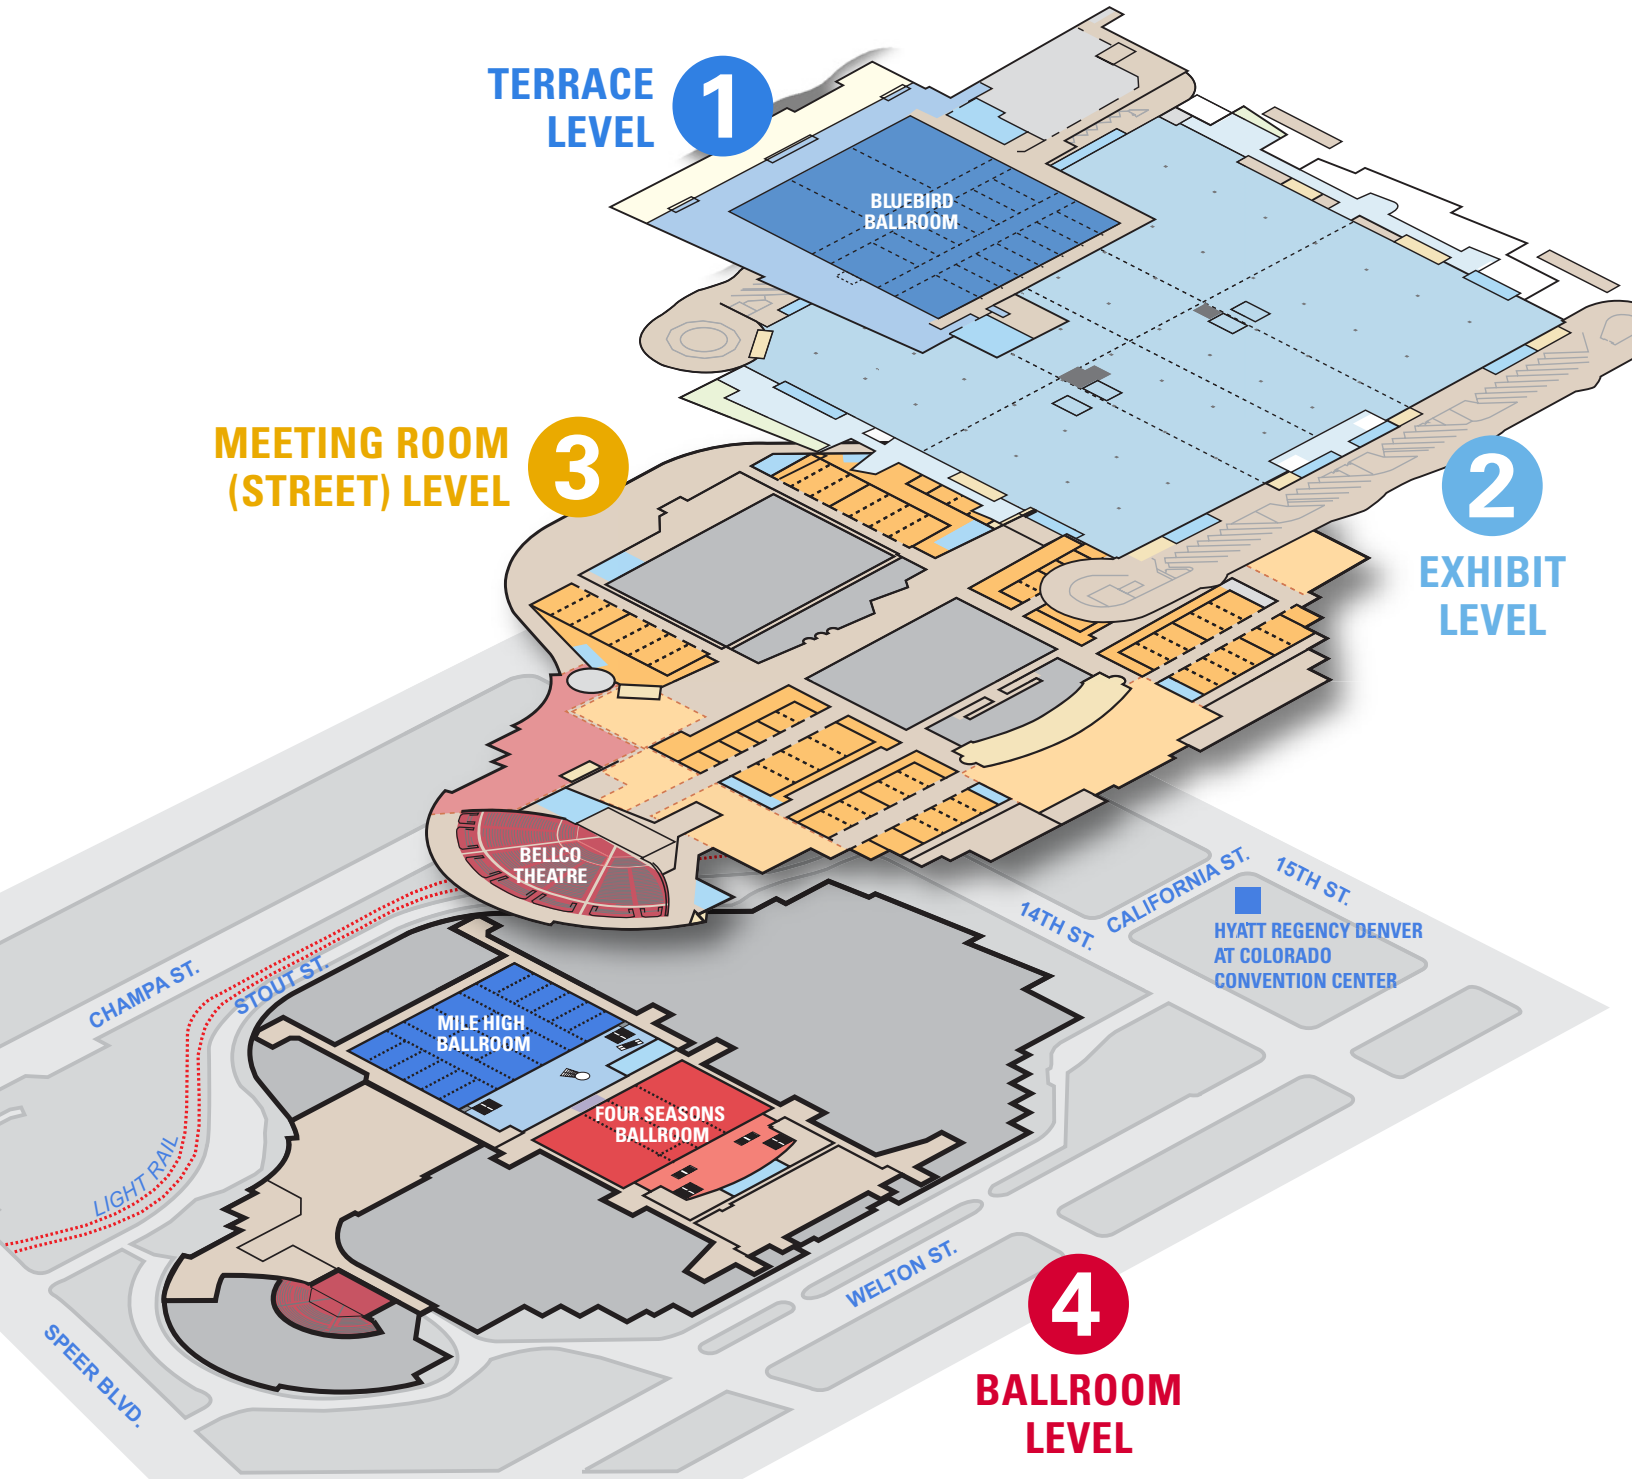 TERRACE
LEVEL
1
BLUEBIRD
BALLROOM
MEETING ROOM
(STREET) LEVEL
3
2
EXHIBIT
LEVEL
BELLCO
THEATRE
CALIFORNIA ST.
15TH ST.
14TH ST.
HYATT REGENCY DENVER
AT COLORADO
CONVENTION CENTER
CHAMPA ST.
STOUT ST.
MILE HIGH
BALLROOM
FOUR SEASONS
BALLROOM
LIGHT RAIL
WELTON ST.
SPEER BLVD.
4
BALLROOM
LEVEL